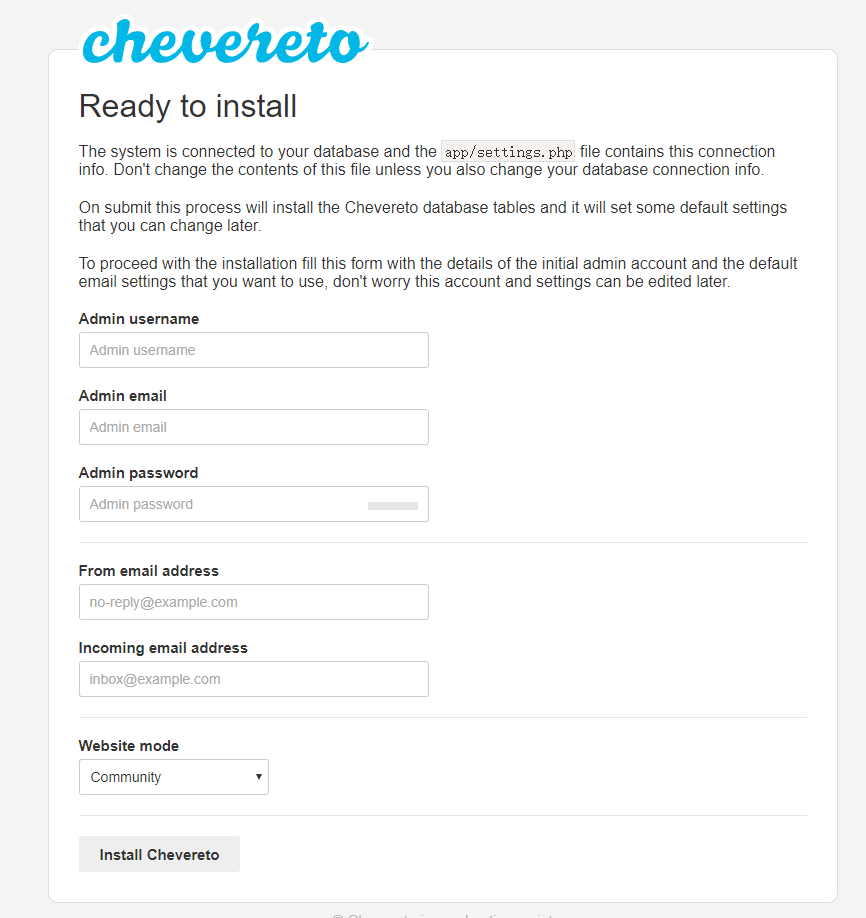 chevereto
Ready to install
The system is connected to your database and the app/settings.php file contains this connection
info. Don't change the contents of this file unless you also change your database connection info.
On submit this process will install the Chevereto database tables and it will set some default settings
that you can change later.
To proceed with the installation fill this form with the details of the initial admin account and the default
email settings that you want to use, don't worry this account and settings can be edited later.
Admin username
Admin username
Admin email
Admin email
Admin password
Admin password
From email address
no-reply@example.com
Incoming email address
inbox@example.com
Website mode
Community
Install Chevereto